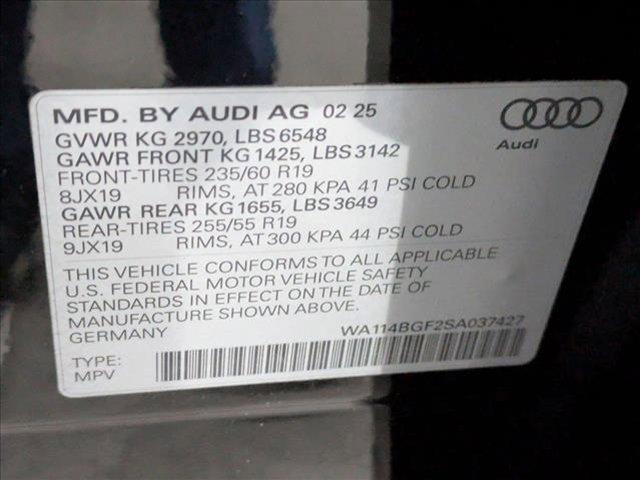 MFD. BY AUDI AG 02 25
GVWR KG 2970, LBS 6548
GAWR FRONT KG 1425, LBS 3142
FRONT-TIRES 235/60 R19
8JX19 RIMS, AT 280 KPA 41 PSI COLD
GAWR REAR KG 1655, LBS 3649
REAR-TIRES 255/55 R19
9JX19 RIMS, AT 300 KPA 44 PSI COLD
THIS VEHICLE CONFORMS TO ALL APPLICABLE
U.S. FEDERAL MOTOR VEHICLE SAFETY
STANDARDS IN EFFECT ON THE DATE OF
MANUFACTURE SHOWN ABOVE.
GERMANY
WA114BGF2SA037427
TYPE:
MPV
Audi